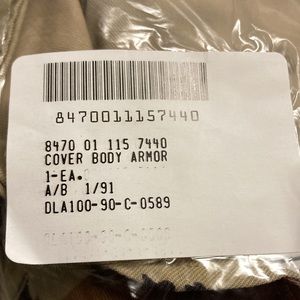 8470011157440
8470 01 115 7440
COVER BODY ARMOR
1-EA.
A/B 1/91
DLA100-90-C-0589